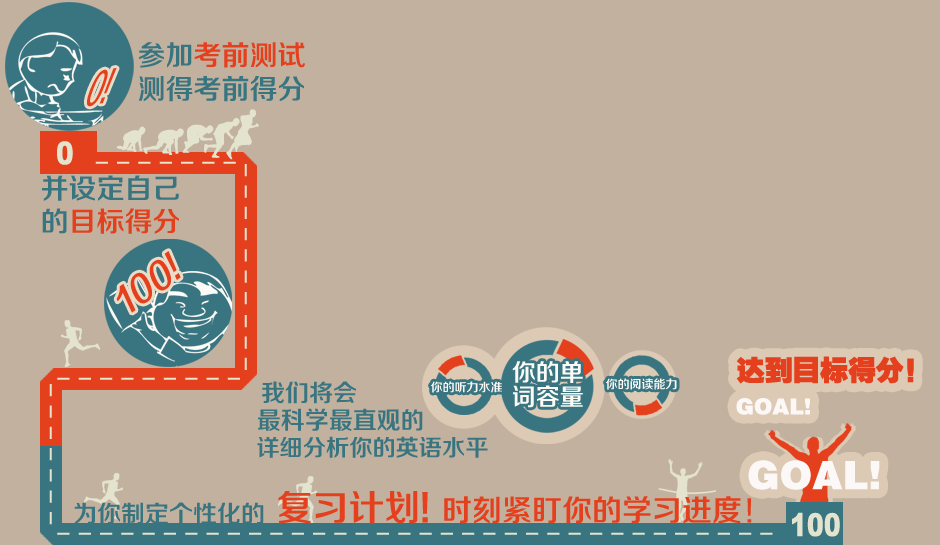 0!
参加考前测试
测得考前得分
0
并设定自己
的目标得分
100!
你的听力水准
你的单
词容量
你的阅读能力
我们将会
最科学最直观的
详细分析你的英语水平
达到目标得分!
GOAL!
GOAL!
为你制定个性化的 复习计划! 时刻紧盯你的学习进度!
100